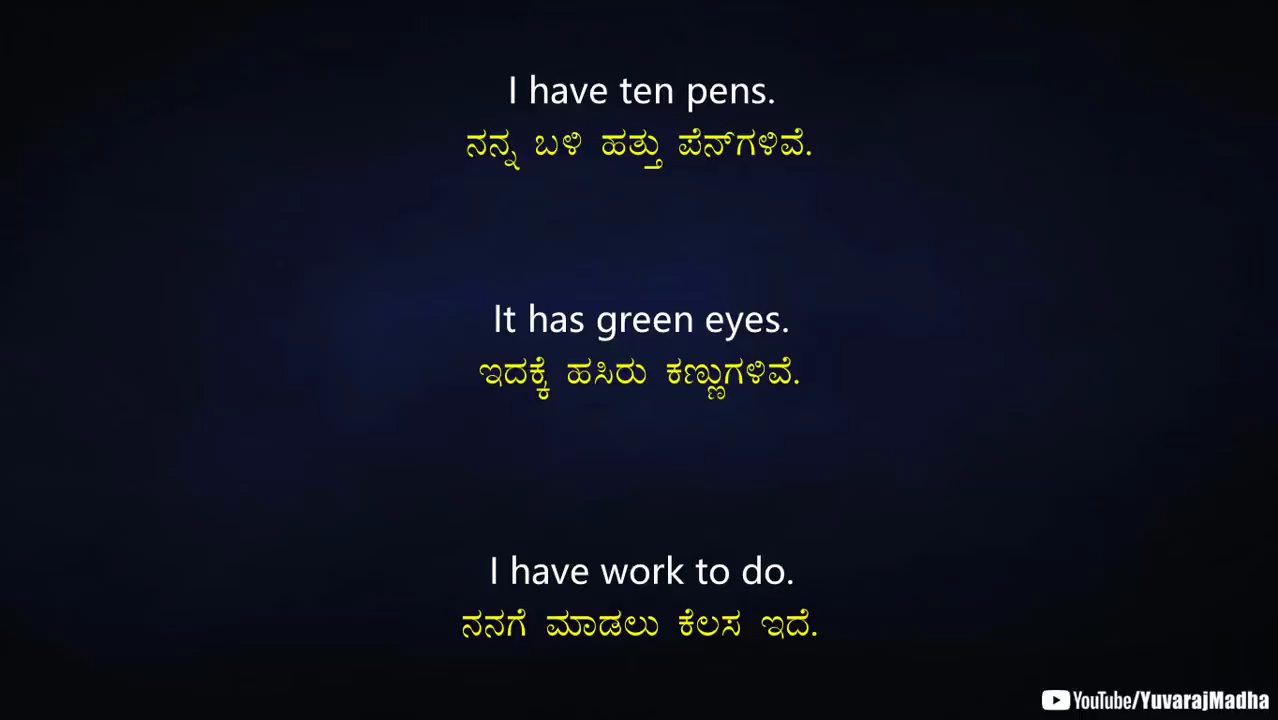 I have ten pens.
ನನ್ನ ಬಳಿ ಹತ್ತು ಪೆನ್‌ಗಳಿವೆ.
It has green eyes.
ಇದಕ್ಕೆ ಹಸಿರು ಕಣ್ಣುಗಳಿವೆ.
I have work to do.
ನನಗೆ ಮಾಡಲು ಕೆಲಸ ಇದೆ.
YouTube/YuvarajMadha